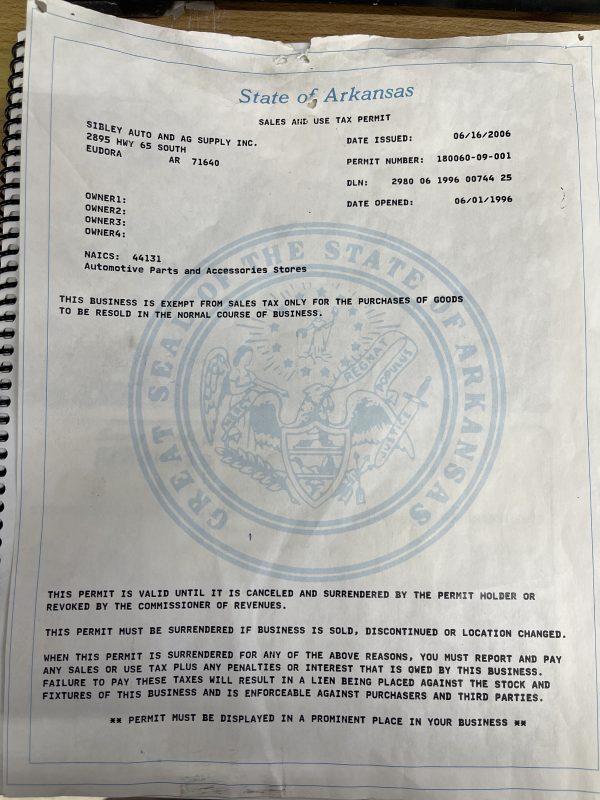 State of Arkansas
SALES AND USE TAX PERMIT
SIBLEY AUTO AND AG SUPPLY INC.
2895 HWY 65 SOUTH
EUDORA AR 71640
DATE ISSUED: 06/16/2006
PERMIT NUMBER: 180060-09-001
DLN: 2980 06 1996 00744 25
DATE OPENED: 06/01/1996
OWNER1:
OWNER2:
OWNER3:
OWNER4:
NAICS: 44131
Automotive Parts and Accessories Stores
THIS BUSINESS IS EXEMPT FROM SALES TAX ONLY FOR THE PURCHASES OF GOODS
TO BE RESOLD IN THE NORMAL COURSE OF BUSINESS.
GREAT SEAL OF THE STATE OF ARKANSAS
REGNAT
POPULUS
JUSTICE
THIS PERMIT IS VALID UNTIL IT IS CANCELED AND SURRENDERED BY THE PERMIT HOLDER OR
REVOKED BY THE COMMISSIONER OF REVENUES.
THIS PERMIT MUST BE SURRENDERED IF BUSINESS IS SOLD, DISCONTINUED OR LOCATION CHANGED.
WHEN THIS PERMIT IS SURRENDERED FOR ANY OF THE ABOVE REASONS, YOU MUST REPORT AND PAY
ANY SALES OR USE TAX PLUS ANY PENALTIES OR INTEREST THAT IS OWED BY THIS BUSINESS.
FAILURE TO PAY THESE TAXES WILL RESULT IN A LIEN BEING PLACED AGAINST THE STOCK AND
FIXTURES OF THIS BUSINESS AND IS ENFORCEABLE AGAINST PURCHASERS AND THIRD PARTIES.
** PERMIT MUST BE DISPLAYED IN A PROMINENT PLACE IN YOUR BUSINESS **